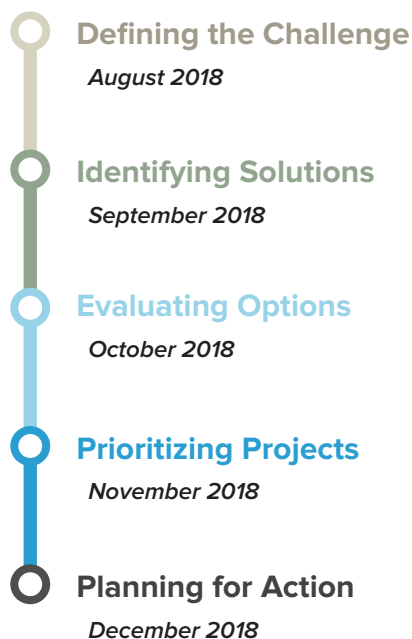 Defining the Challenge
August 2018
Identifying Solutions
September 2018
Evaluating Options
October 2018
Prioritizing Projects
November 2018
Planning for Action
December 2018